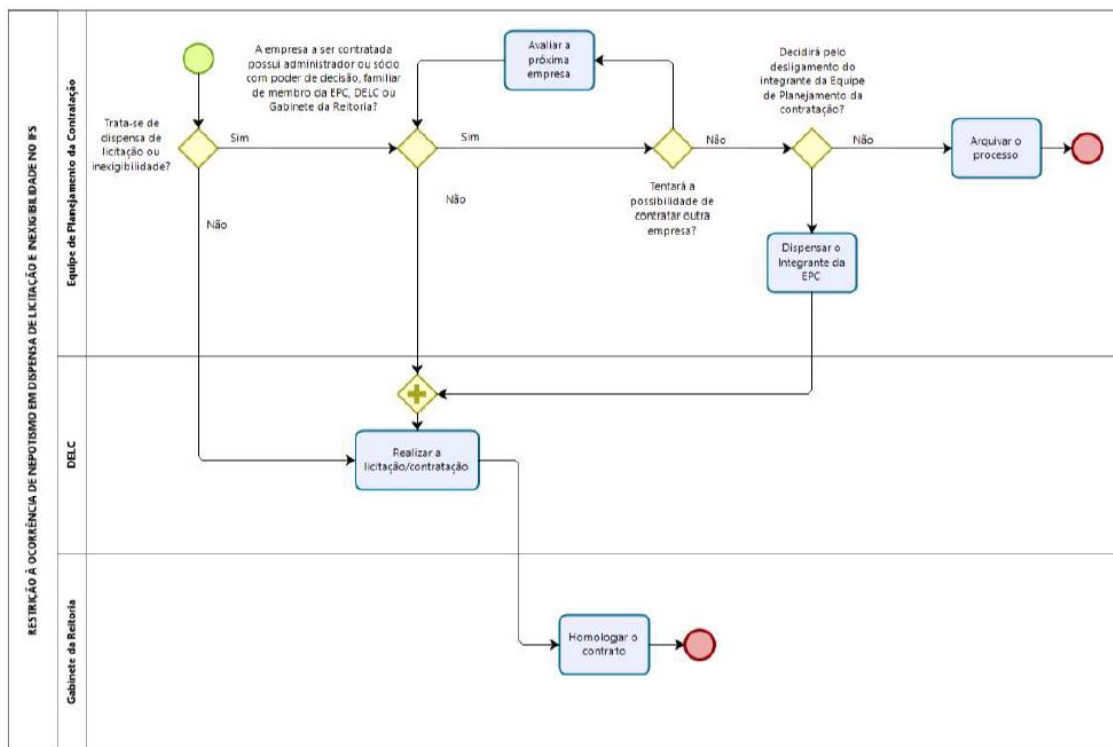 RESTRIÇÃO À OCORRÊNCIA DE NEPOTISMO EM DISPENSA DE LICITAÇÃO E INEXIGIBILIDADE NO IFS
Equipe de Planejamento da Contratação
A empresa a ser contratada
possui administrador ou sócio
com poder de decisão, familiar
de membro da EPC, DELC ou
Gabinete da Reitoria?
Avaliar a
próxima
empresa
Decidirá pelo
desligamento do
integrante da Equipe
de Planejamento da
contratação?
Trata-se de
dispensa de
licitação ou
inexigibilidade?
Sim
Sim
Não
Não
Arquivar o
processo
Não
Não
Tentará a
possibilidade de
contratar outra
empresa?
Dispensar o
Integrante da
EPC
DELC
Realizar a
licitação/contratação
Gabinete da Reitoria
Homologar o
contrato